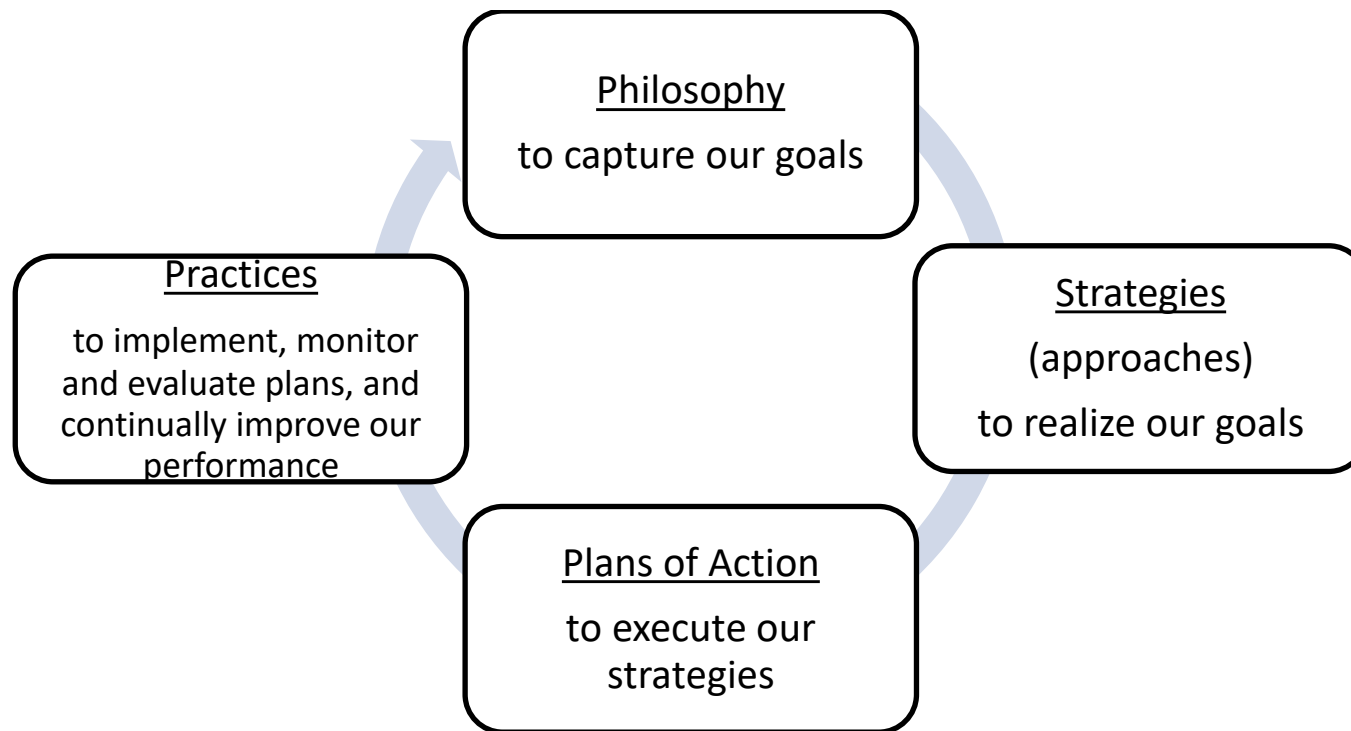 Philosophy
to capture our goals
Strategies
(approaches)
to realize our goals
Plans of Action
to execute our
strategies
Practices
to implement, monitor
and evaluate plans, and
continually improve our
performance